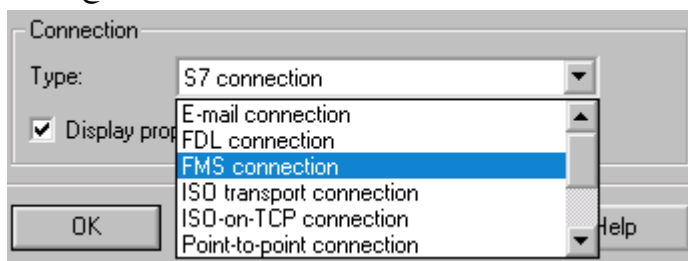 Connection
Type: S7 connection
E-mail connection
Display prop
FDL connection
FMS connection
ISO transport connection
ISO-on-TCP connection
OK
Help
Point-to-point connection